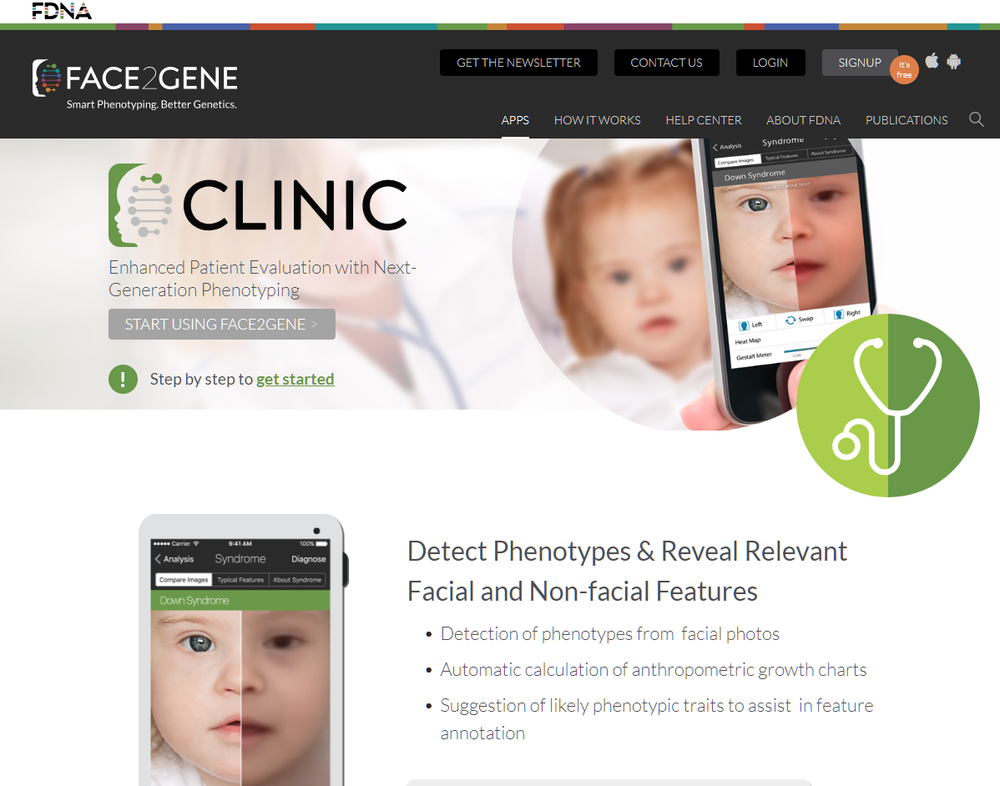 FDNA
GET THE NEWSLETTER
CONTACT US
LOGIN
SIGNUP
It's
free
FACE2GENE
Smart Phenotyping. Better Genetics.
APPS
HOW IT WORKS
HELP CENTER
ABOUT FDNA
PUBLICATIONS
CLINIC
Enhanced Patient Evaluation with Next-
Generation Phenotyping
START USING FACE2GENE >
! Step by step to get started
Analysis
Syndrome
Compare Images
Typical Features
About Syndrome
Down Syndrome
SWIPE TO MOVE SPLIT
Left
Swap
Right
Heat Map
Gestalt Meter
LOW
Carrier
9:41 AM
100%
Analysis
Syndrome
Diagnose
Compare Images
Typical Features
About Syndrome
Down Syndrome
Detect Phenotypes & Reveal Relevant
Facial and Non-facial Features
• Detection of phenotypes from facial photos
• Automatic calculation of anthropometric growth charts
• Suggestion of likely phenotypic traits to assist in feature
annotation